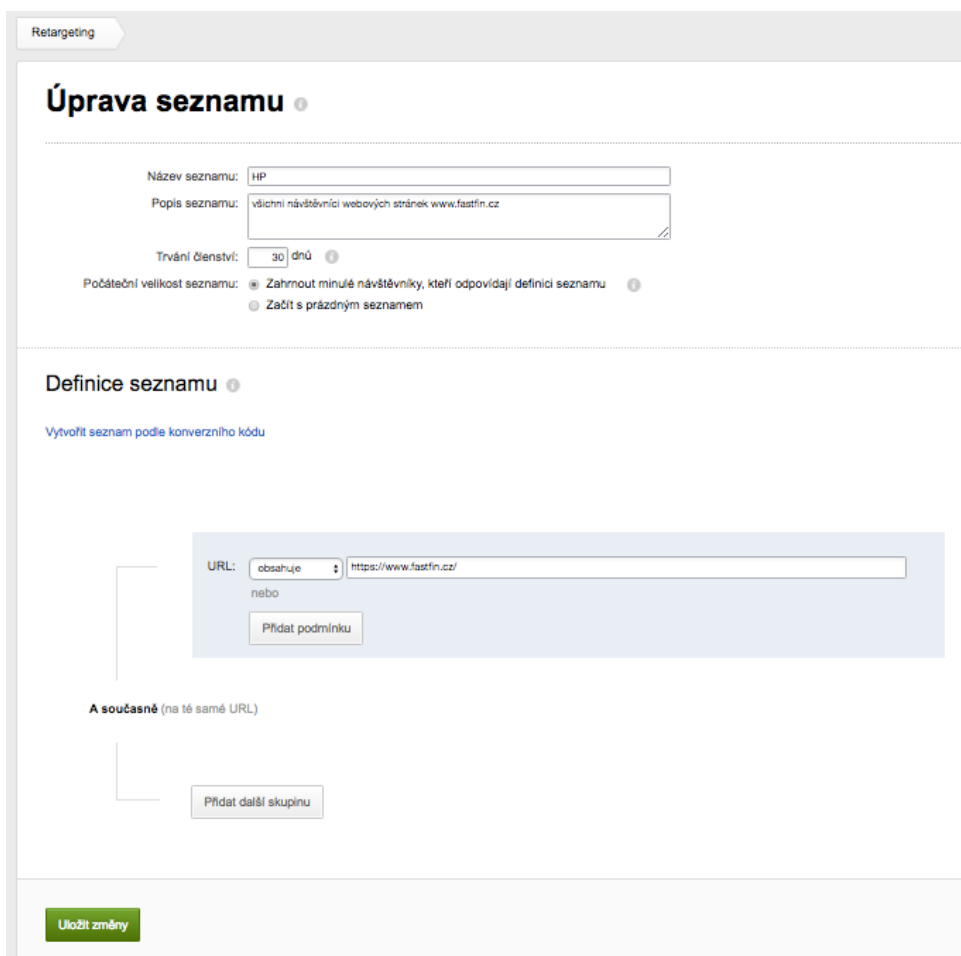 Retargeting
Úprava seznamu
Název seznamu: HP
Popis seznamu: všichni návštěvníci webových stránek www.fastfin.cz
Trvání členství: 30 dnů
Počáteční velikost seznamu: Zahrnout minulé návštěvníky, kteří odpovídají definici seznamu
Začít s prázdným seznamem
Definice seznamu
Vytvořit seznam podle konverzního kódu
URL: obsahuje https://www.fastfin.cz/
nebo
Přidat podmínku
A současně (na té samé URL)
Přidat další skupinu
Uložit změny